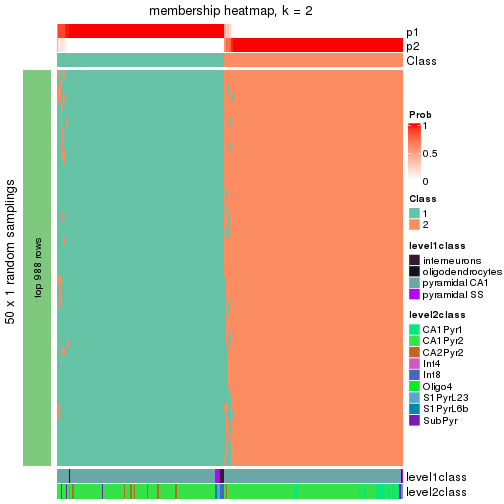 membership heatmap, k = 2
p1
p2
Class
50 x 1 random samplings
top 988 rows
Prob
1
0.5
0
Class
1
2
level1class
interneurons
oligodendrocytes
pyramidal CA1
pyramidal SS
level2class
CA1Pyr1
CA1Pyr2
CA2Pyr2
Int4
Int8
Oligo4
S1PyrL23
S1PyrL6b
SubPyr
level1class
level2class